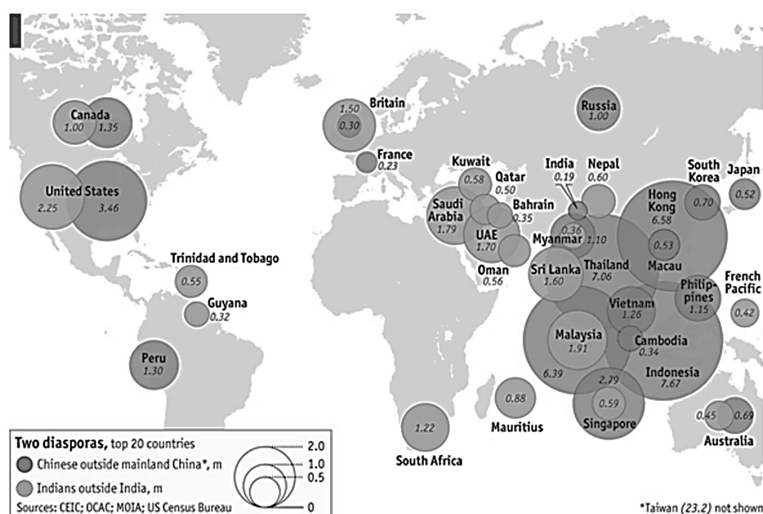 Canada
1.00 1.35
United States
2.25 3.46
Trinidad and Tobago
0.55
Guyana
0.32
Peru
1.30
1.50
Britain
0.30
France
0.23
Russia
1.00
Kuwait
0.58
Qatar
0.50
Bahrain
0.35
Saudi
Arabia
1.79
UAE
1.70
Oman
0.56
India
0.19
Nepal
0.60
0.36
Myanmar
1.10
Sri Lanka
1.60
Thailand
7.06
South
Korea
0.70
Japan
0.52
Hong
Kong
6.58
0.53
Macau
Philip-
pines
1.15
French
Pacific
0.42
Vietnam
1.26
Malaysia
1.91
6.39
Cambodia
0.34
Indonesia
7.67
2.79
0.59
Singapore
0.88
Mauritius
1.22
South Africa
0.45 0.69
Australia
Two diasporas, top 20 countries
Chinese outside mainland China*, m
Indians outside India, m
2.0
1.0
0.5
0
Sources: CEIC; OCAC; MOIA; US Census Bureau
*Taiwan (23.2) not shown